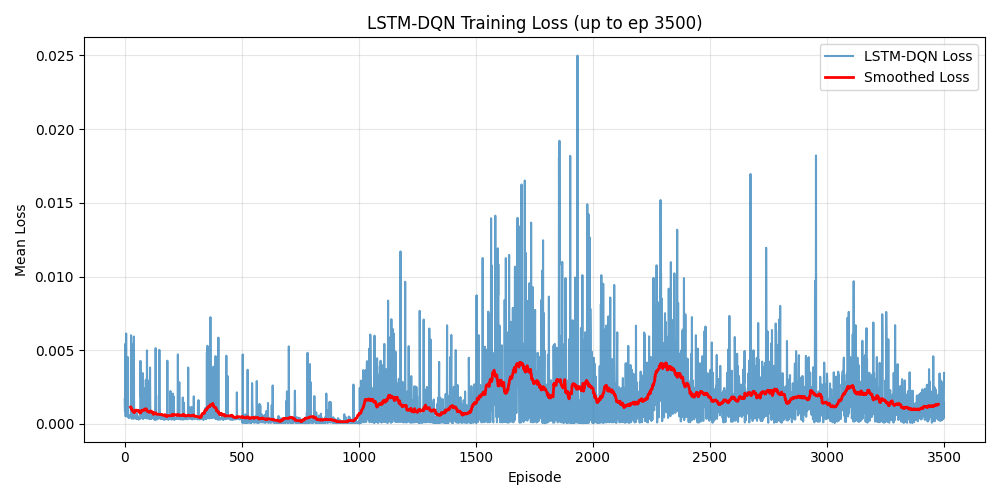 LSTM-DQN Training Loss (up to ep 3500)
LSTM-DQN Loss
Smoothed Loss
Mean Loss
0.025
0.020
0.015
0.010
0.005
0.000
0 500 1000 1500 2000 2500 3000 3500
Episode